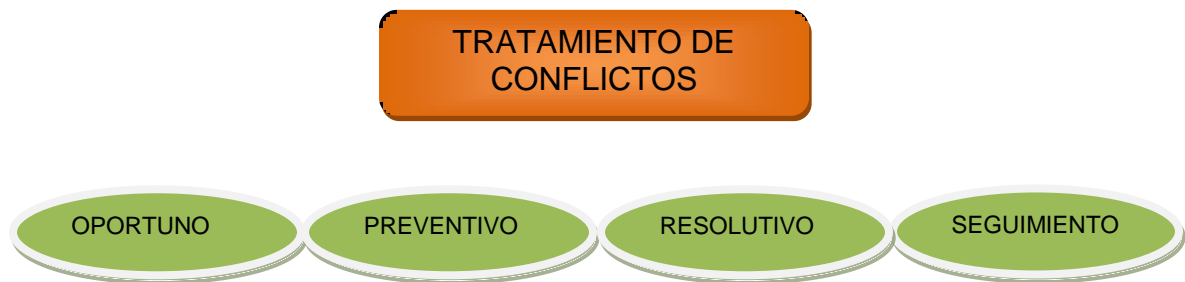 TRATAMIENTO DE
CONFLICTOS
OPORTUNO
PREVENTIVO
RESOLUTIVO
SEGUIMIENTO